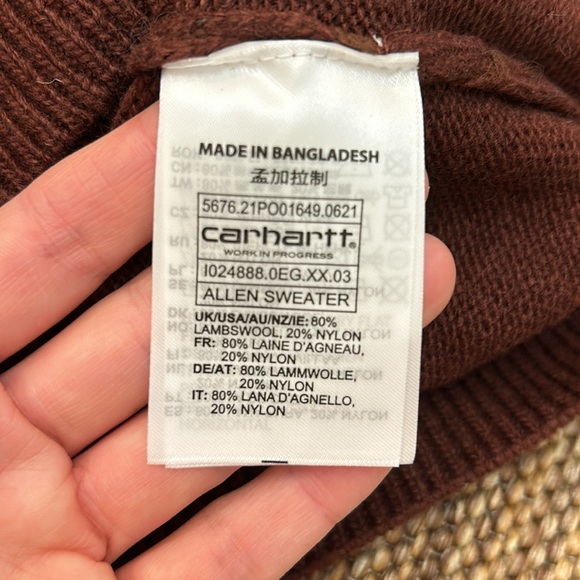 MADE IN BANGLADESH
孟加拉制
5676.21PO01649.0621
carhartt®
WORK IN PROGRESS
I024888.0EG.XX.03
ALLEN SWEATER
UK/USA/AU/NZ/IE: 80%
LAMBSWOOL, 20% NYLON
FR: 80% LAINE D'AGNEAU,
20% NYLON
DE/AT: 80% LAMMWOLLE,
20% NYLON
IT: 80% LANA D'AGNELLO,
20% NYLON